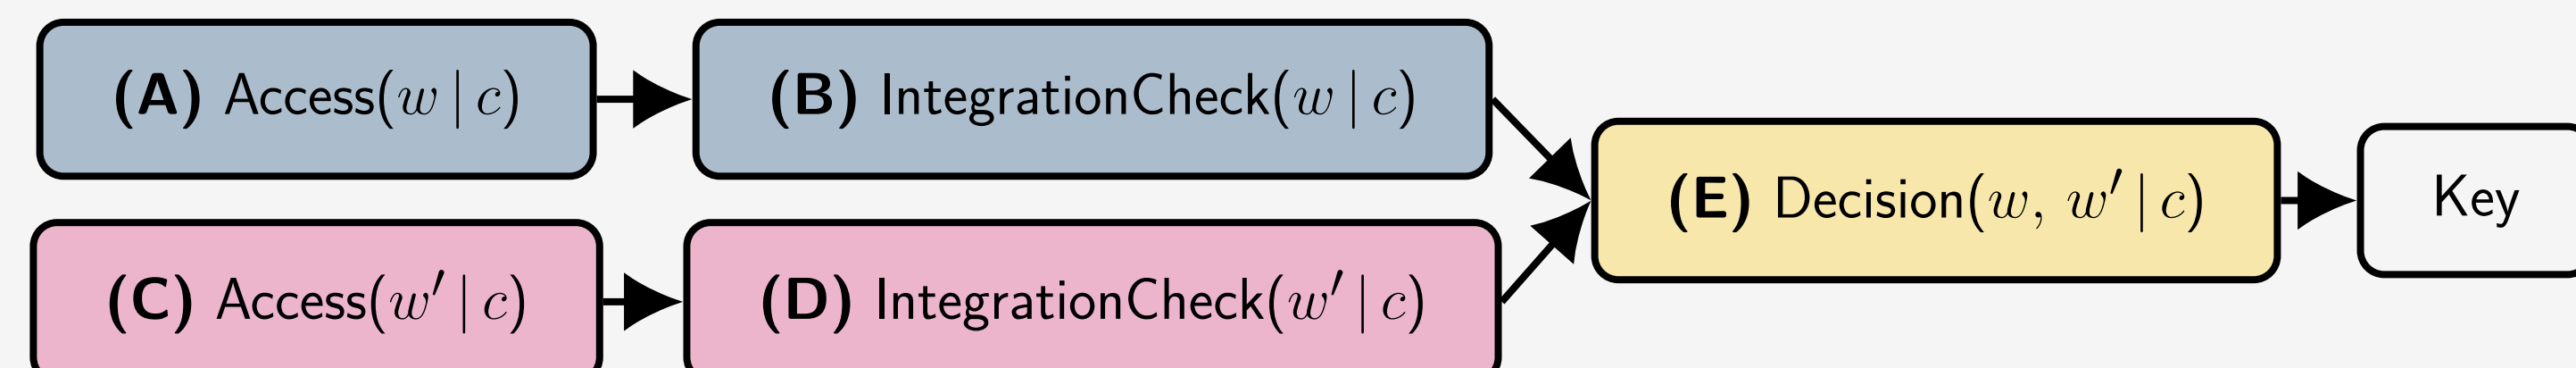 (A) Access(w | c)
(B) IntegrationCheck(w | c)
(C) Access(w′ | c)
(D) IntegrationCheck(w′ | c)
(E) Decision(w, w′ | c)
Key